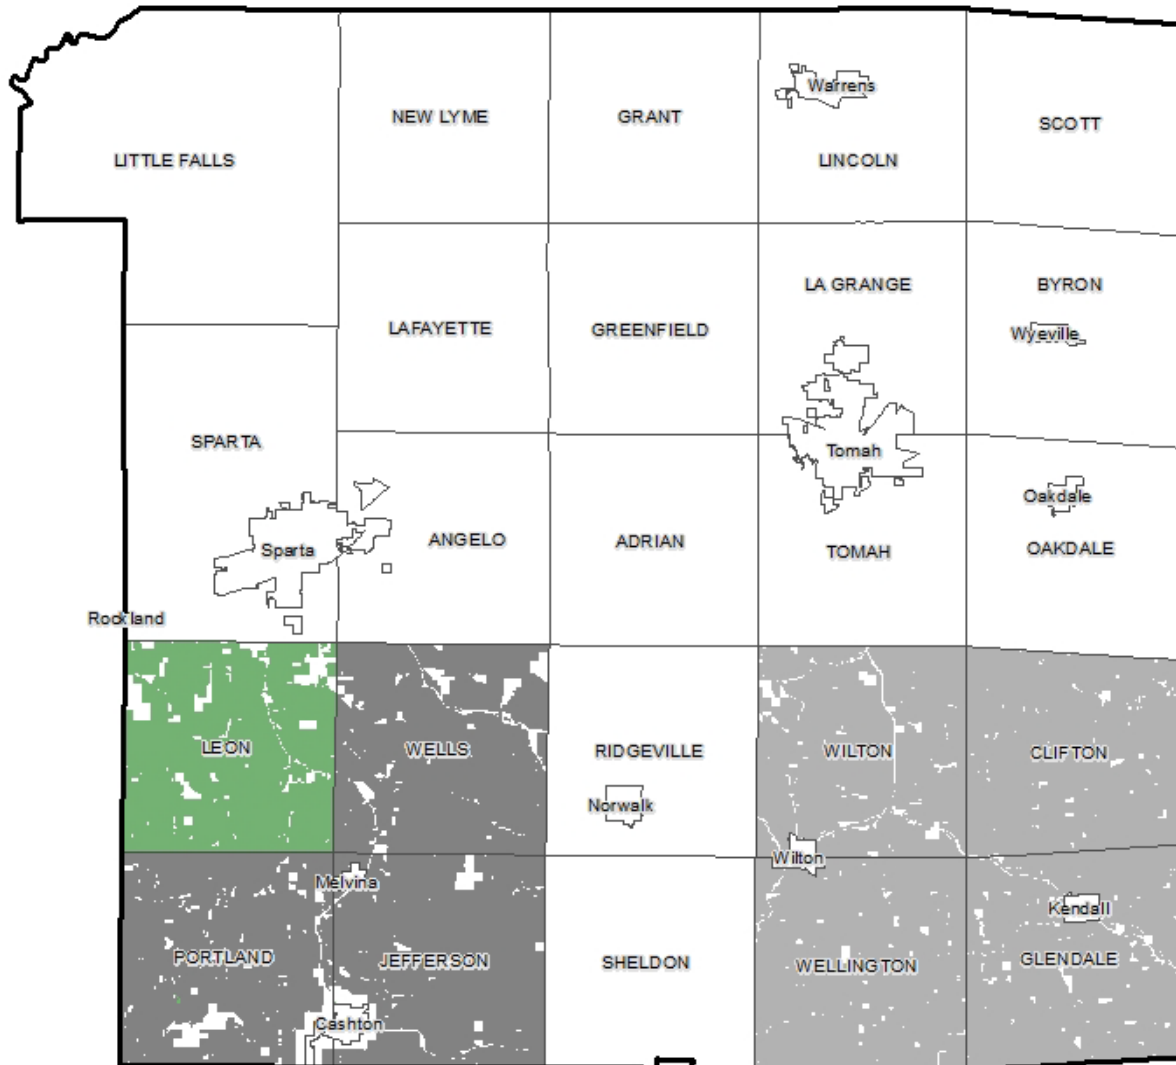 Warrens
NEW LYME
GRANT
SCOTT
LITTLE FALLS
LINCOLN
LA GRANGE
BYRON
LAFAYETTE
GREENFIELD
Wyeville
SPARTA
Tomah
Oakdale
Sparta
ANGELO
ADRIAN
TOMAH
OAKDALE
Rockland
LEON
WELLS
RIDGEVILLE
WILTON
CLIFTON
Norwalk
Wilton
Melvina
Kendall
PORTLAND
JEFFERSON
SHELDON
WELLINGTON
GLENDALE
Cashton